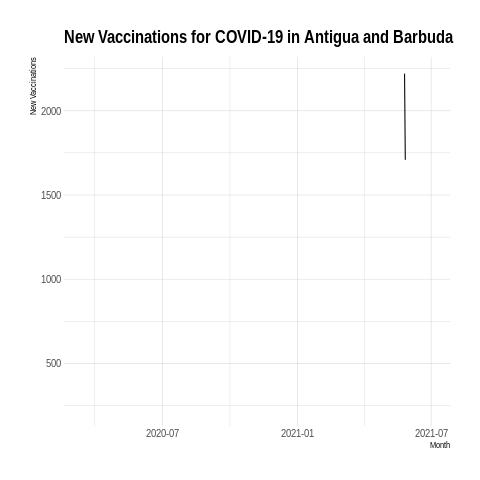 New Vaccinations for COVID-19 in Antigua and Barbuda
New Vaccinations
2000
1500
1000
500
2020-07 2021-01 2021-07
Month